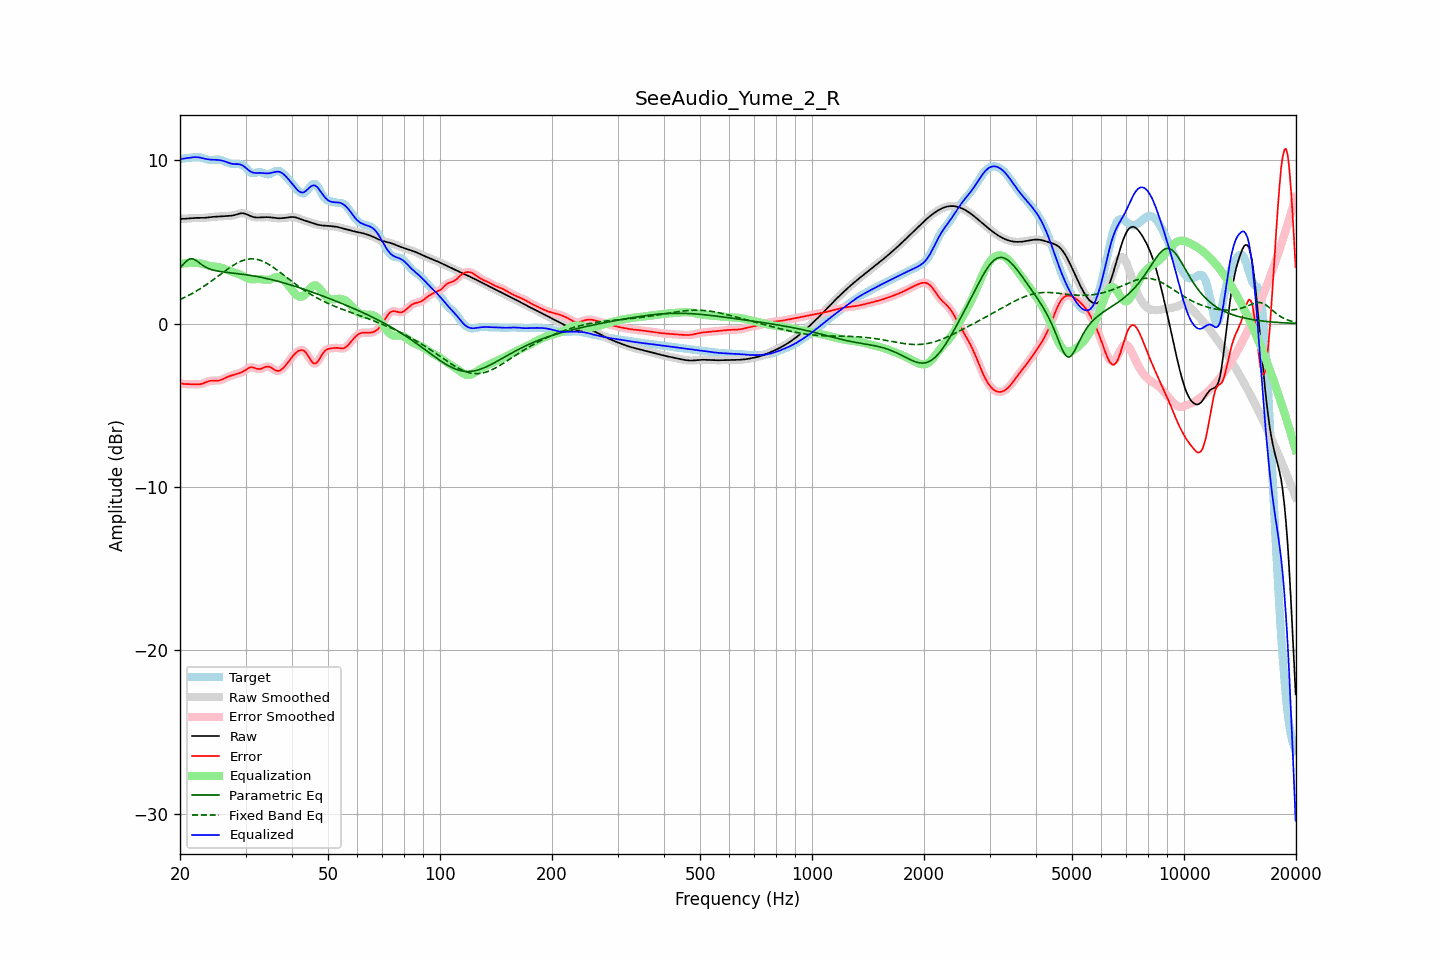 SeeAudio_Yume_2_R
10
0
−10
−20
−30
Amplitude (dBr)
Target
Raw Smoothed
Error Smoothed
Raw
Error
Equalization
Parametric Eq
Fixed Band Eq
Equalized
20 50 100 200 500 1000 2000 5000 10000 20000
Frequency (Hz)